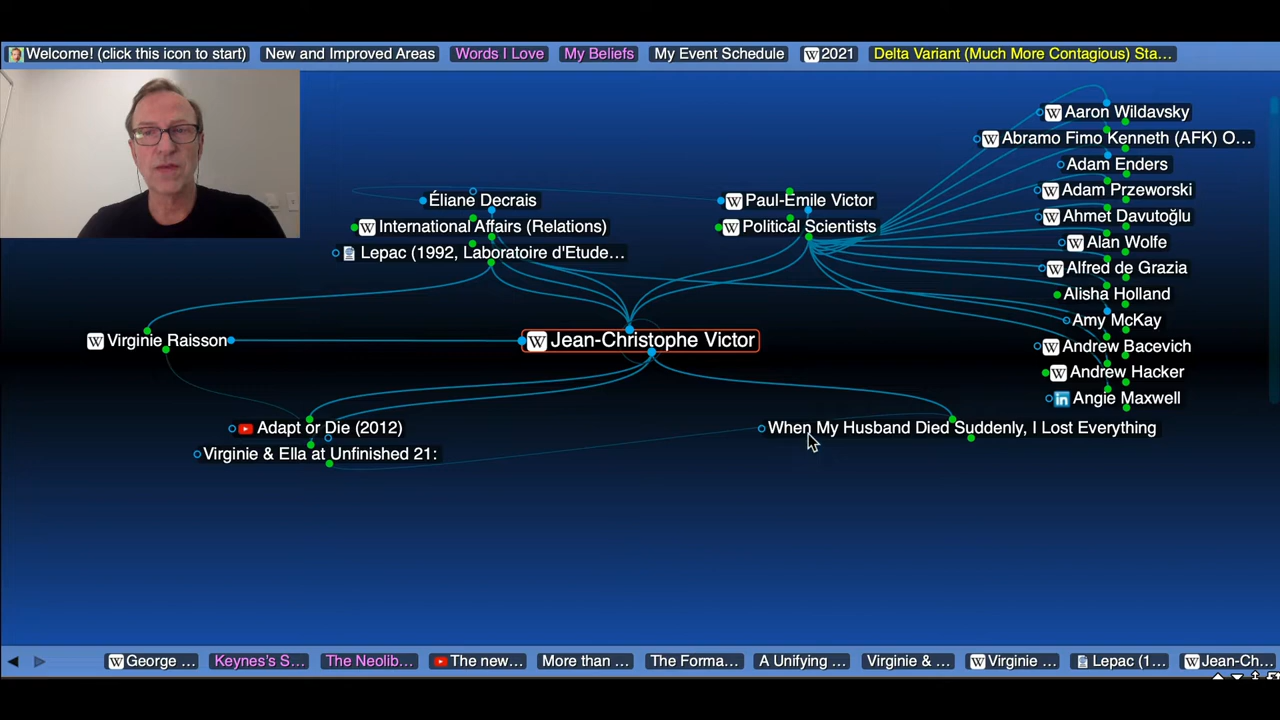 Welcome! (click this icon to start) New and Improved Areas Words I Love My Beliefs My Event Schedule W 2021 Delta Variant (Much More Contagious) Sta...
W Aaron Wildavsky
W Abramo Fimo Kenneth (AFK) O...
Adam Enders
W Adam Przeworski
W Ahmet Davutoğlu
W Alan Wolfe
W Alfred de Grazia
Alisha Holland
Amy McKay
W Andrew Bacevich
W Andrew Hacker
in Angie Maxwell
Éliane Decrais
W International Affairs (Relations)
Lepac (1992, Laboratoire d'Etude...
W Paul-Émile Victor
W Political Scientists
W Virginie Raisson
W Jean-Christophe Victor
Adapt or Die (2012)
Virginie & Ella at Unfinished 21:
When My Husband Died Suddenly, I Lost Everything
W George ... Keynes's S... The Neolib... The new... More than ... The Forma... A Unifying ... Virginie & ... W Virginie ... Lepac (1... W Jean-Ch...